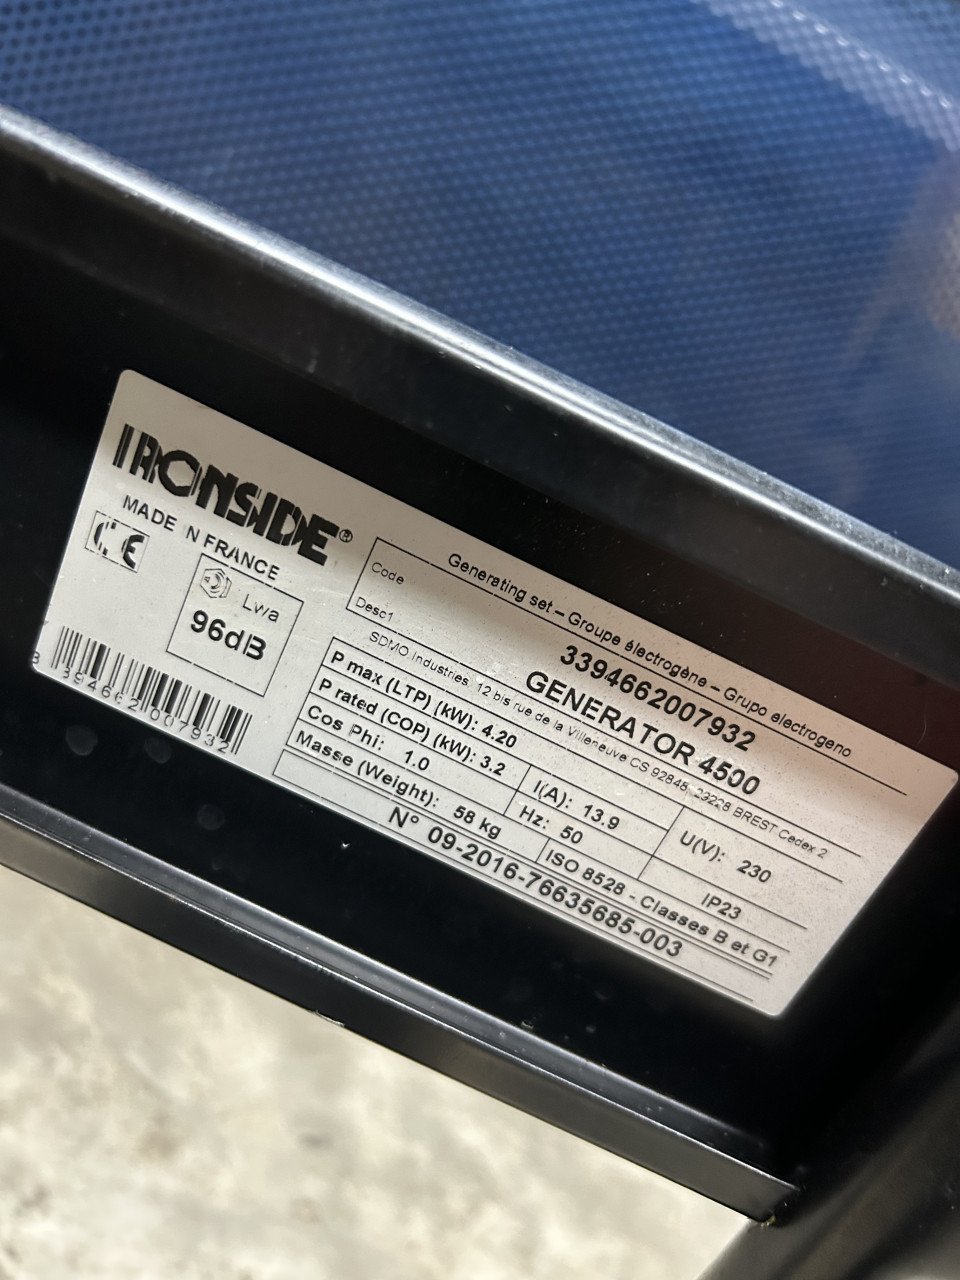 IRONSIDE®
MADE IN FRANCE
CE
Lwa
96dB
3394662007932
Generating set – Groupe électrogène – Grupo electrogeno
Code
3394662007932
Desc1
GENERATOR 4500
SDMO Industries, 12 bis rue de la Villeneuve CS 92848, 29228 BREST Cedex 2
P max (LTP) (kW): 4.20
P rated (COP) (kW): 3.2
I(A): 13.9
U(V): 230
Cos Phi: 1.0
Hz: 50
IP23
Masse (Weight): 58 kg
ISO 8528 - Classes B et G1
N° 09-2016-76635685-003